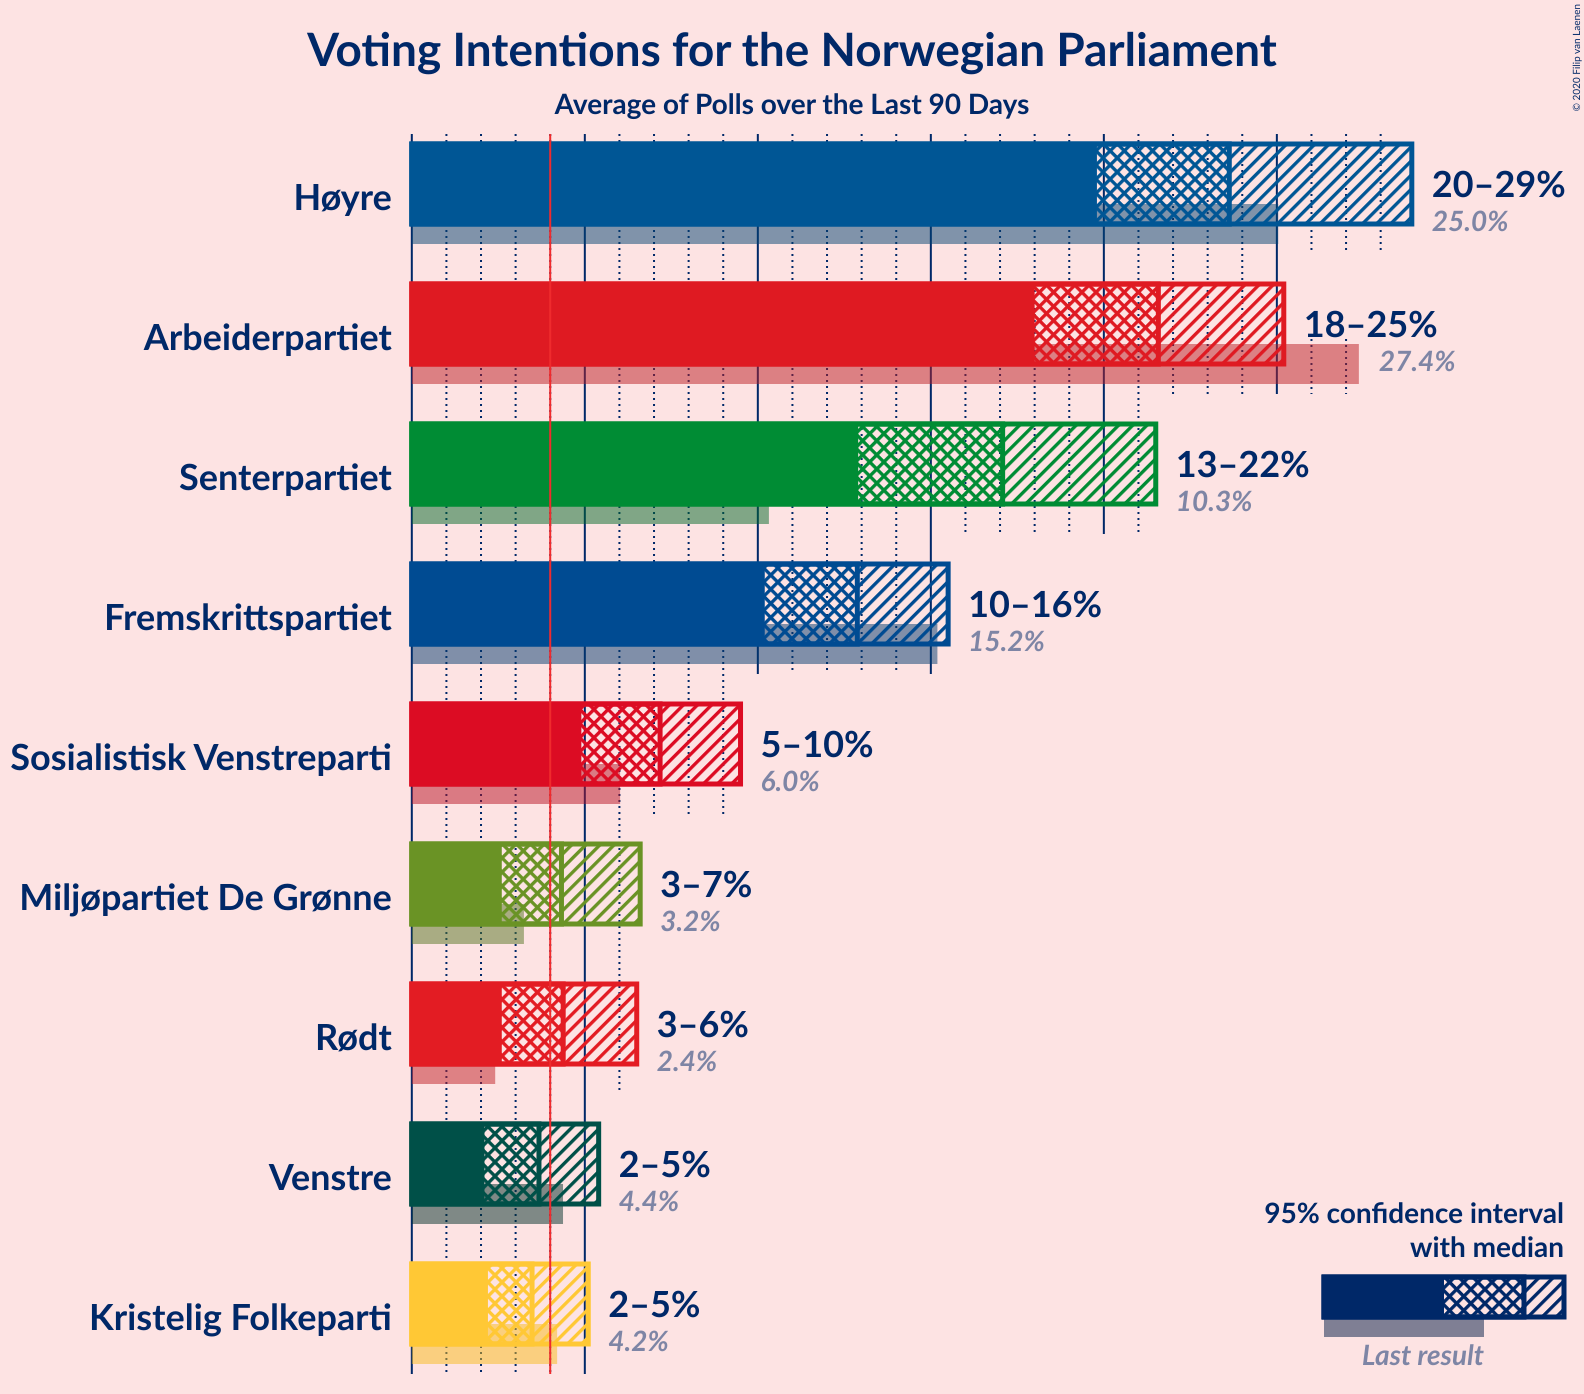 Voting Intentions for the Norwegian Parliament
Average of Polls over the Last 90 Days
© 2020 Filip van Laenen
Høyre
20–29%
25.0%
Arbeiderpartiet
18–25%
27.4%
Senterpartiet
13–22%
10.3%
Fremskrittspartiet
10–16%
15.2%
Sosialistisk Venstreparti
5–10%
6.0%
Miljøpartiet De Grønne
3–7%
3.2%
Rødt
3–6%
2.4%
Venstre
2–5%
4.4%
Kristelig Folkeparti
2–5%
4.2%
95% confidence interval
with median
Last result